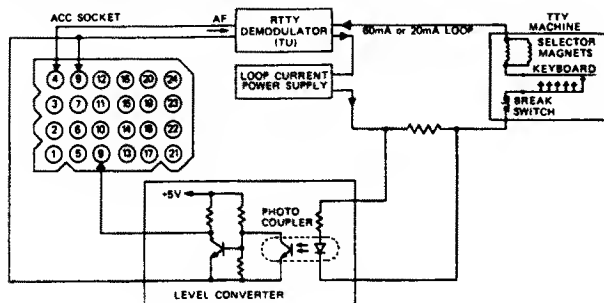 ACC SOCKET
AF
RTTY
DEMODULATOR
(TU)
60mA or 20mA LOOP
TTY
MACHINE
SELECTOR
MAGNETS
KEYBOARD
BREAK
SWITCH
LOOP CURRENT
POWER SUPPLY
4 8 12 16 20 24
3 7 11 15 19 23
2 6 10 14 18 22
1 5 9 13 17 21
+5V
PHOTO
COUPLER
LEVEL CONVERTER